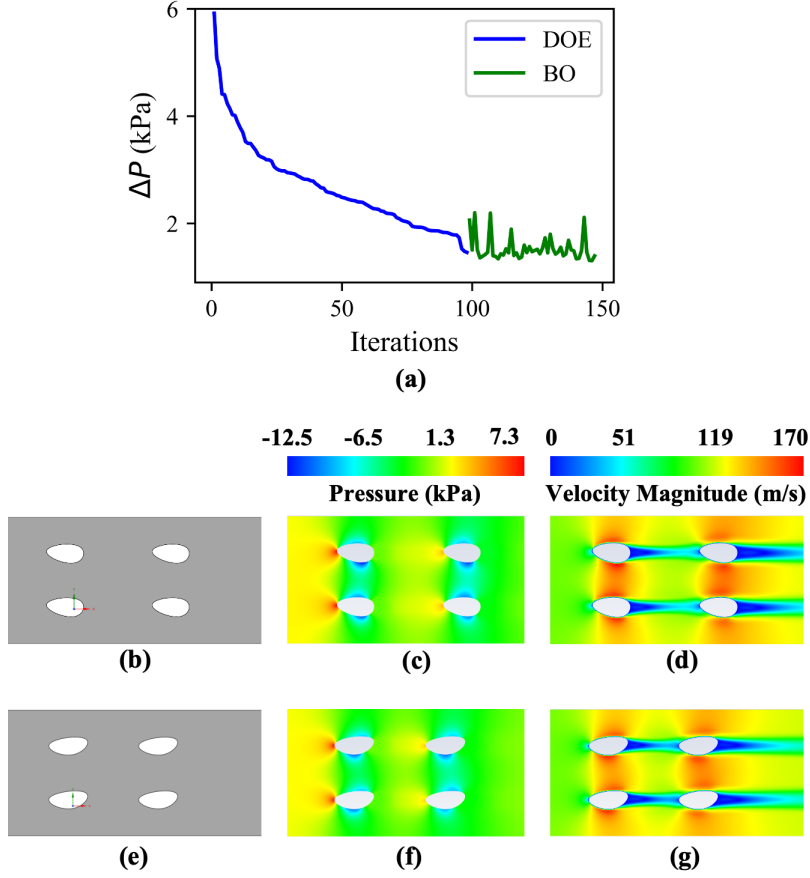 6
4
2
ΔP (kPa)
DOE
BO
0 50 100 150
Iterations
(a)
-12.5 -6.5 1.3 7.3 0 51 119 170
Pressure (kPa) Velocity Magnitude (m/s)
(b) (c) (d)
(e) (f) (g)